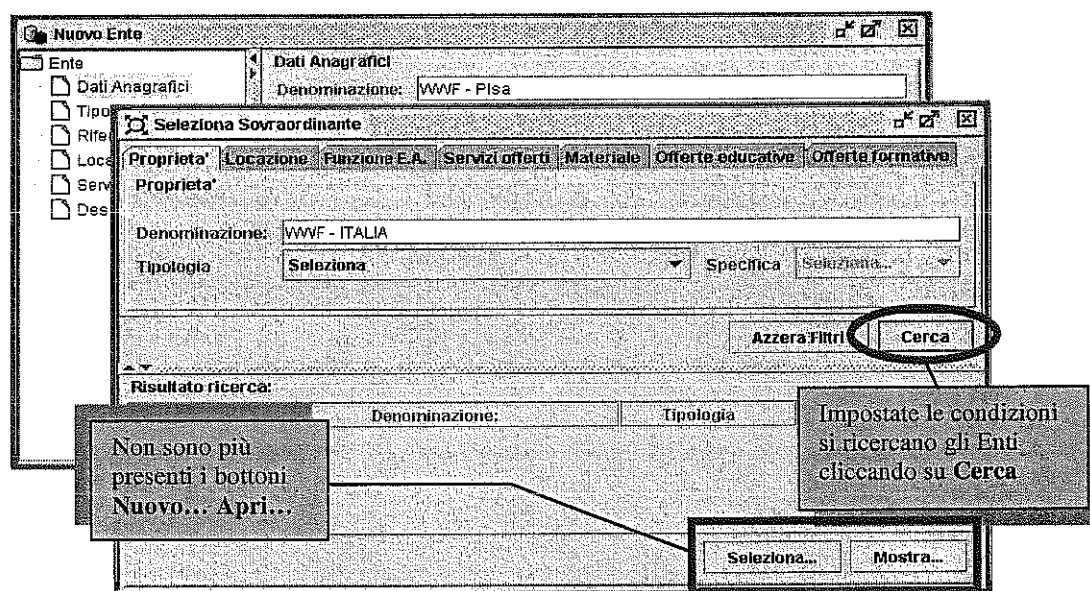 Nuovo Ente
Ente
Dati Anagrafici
Dati Anagrafici
Denominazione: WWF - Pisa
Tipo
Rife
Loca
Serv
Des
Seleziona Sovraordinante
Proprieta' Locazione Funzione E.A. Servizi offerti Materiale Offerte educative Offerte formative
Proprieta'
Denominazione: WWF - ITALIA
Tipologia Seleziona Specifica Seleziona...
Azzera Filtri Cerca
Risultato ricerca:
Denominazione: Tipologia
Impostate le condizioni
si ricercano gli Enti
cliccando su Cerca
Non sono più
presenti i bottoni
Nuovo... Apri...
Seleziona... Mostra...